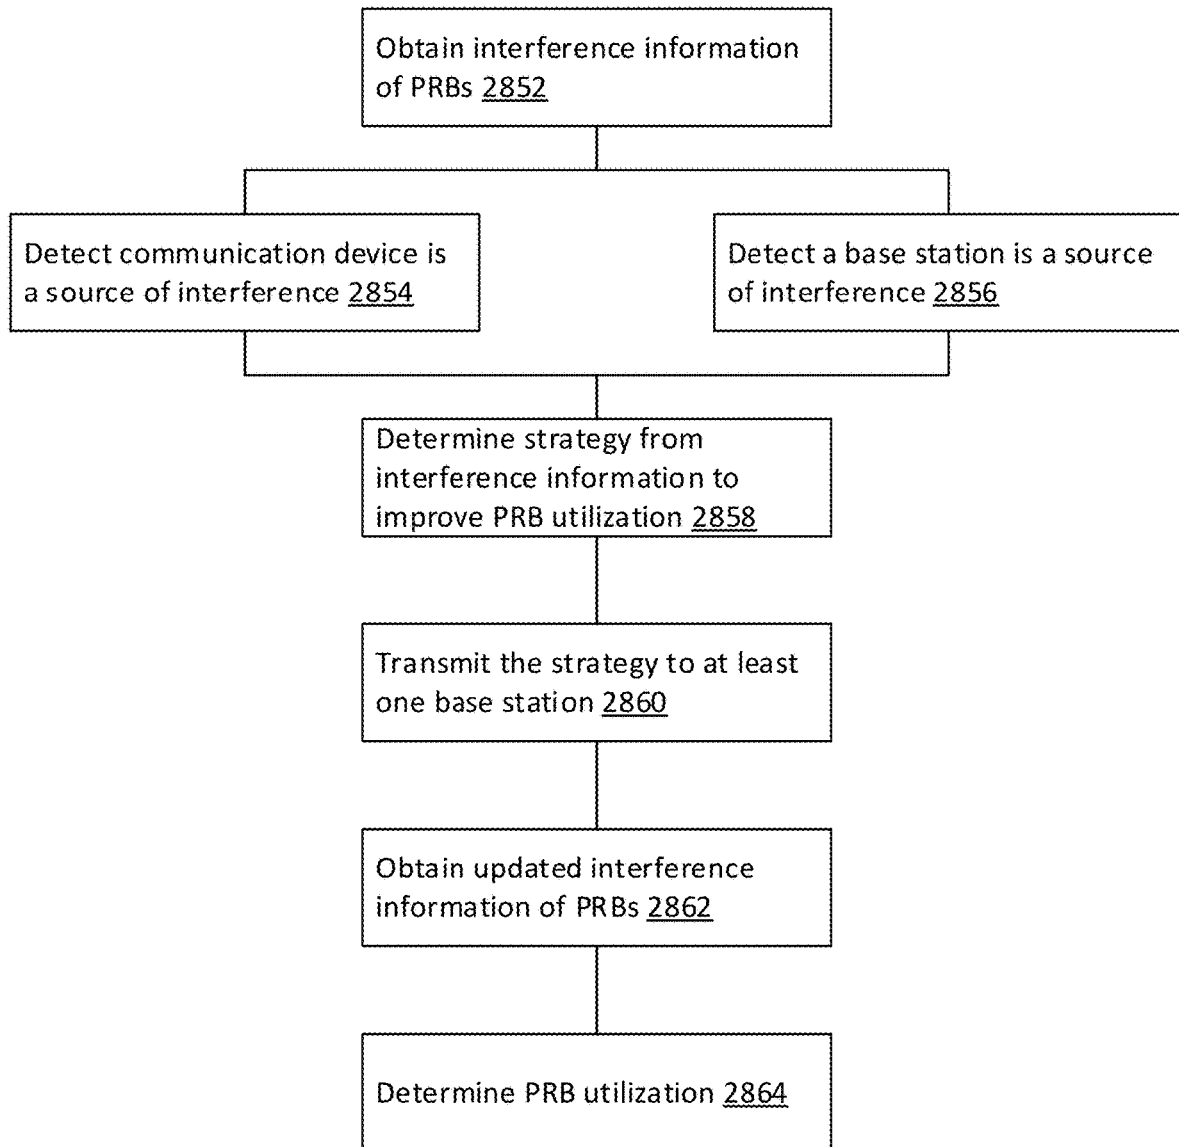 Obtain interference information
of PRBs 2852
Detect communication device is
a source of interference 2854
Detect a base station is a source
of interference 2856
Determine strategy from
interference information to
improve PRB utilization 2858
Transmit the strategy to at least
one base station 2860
Obtain updated interference
information of PRBs 2862
Determine PRB utilization 2864